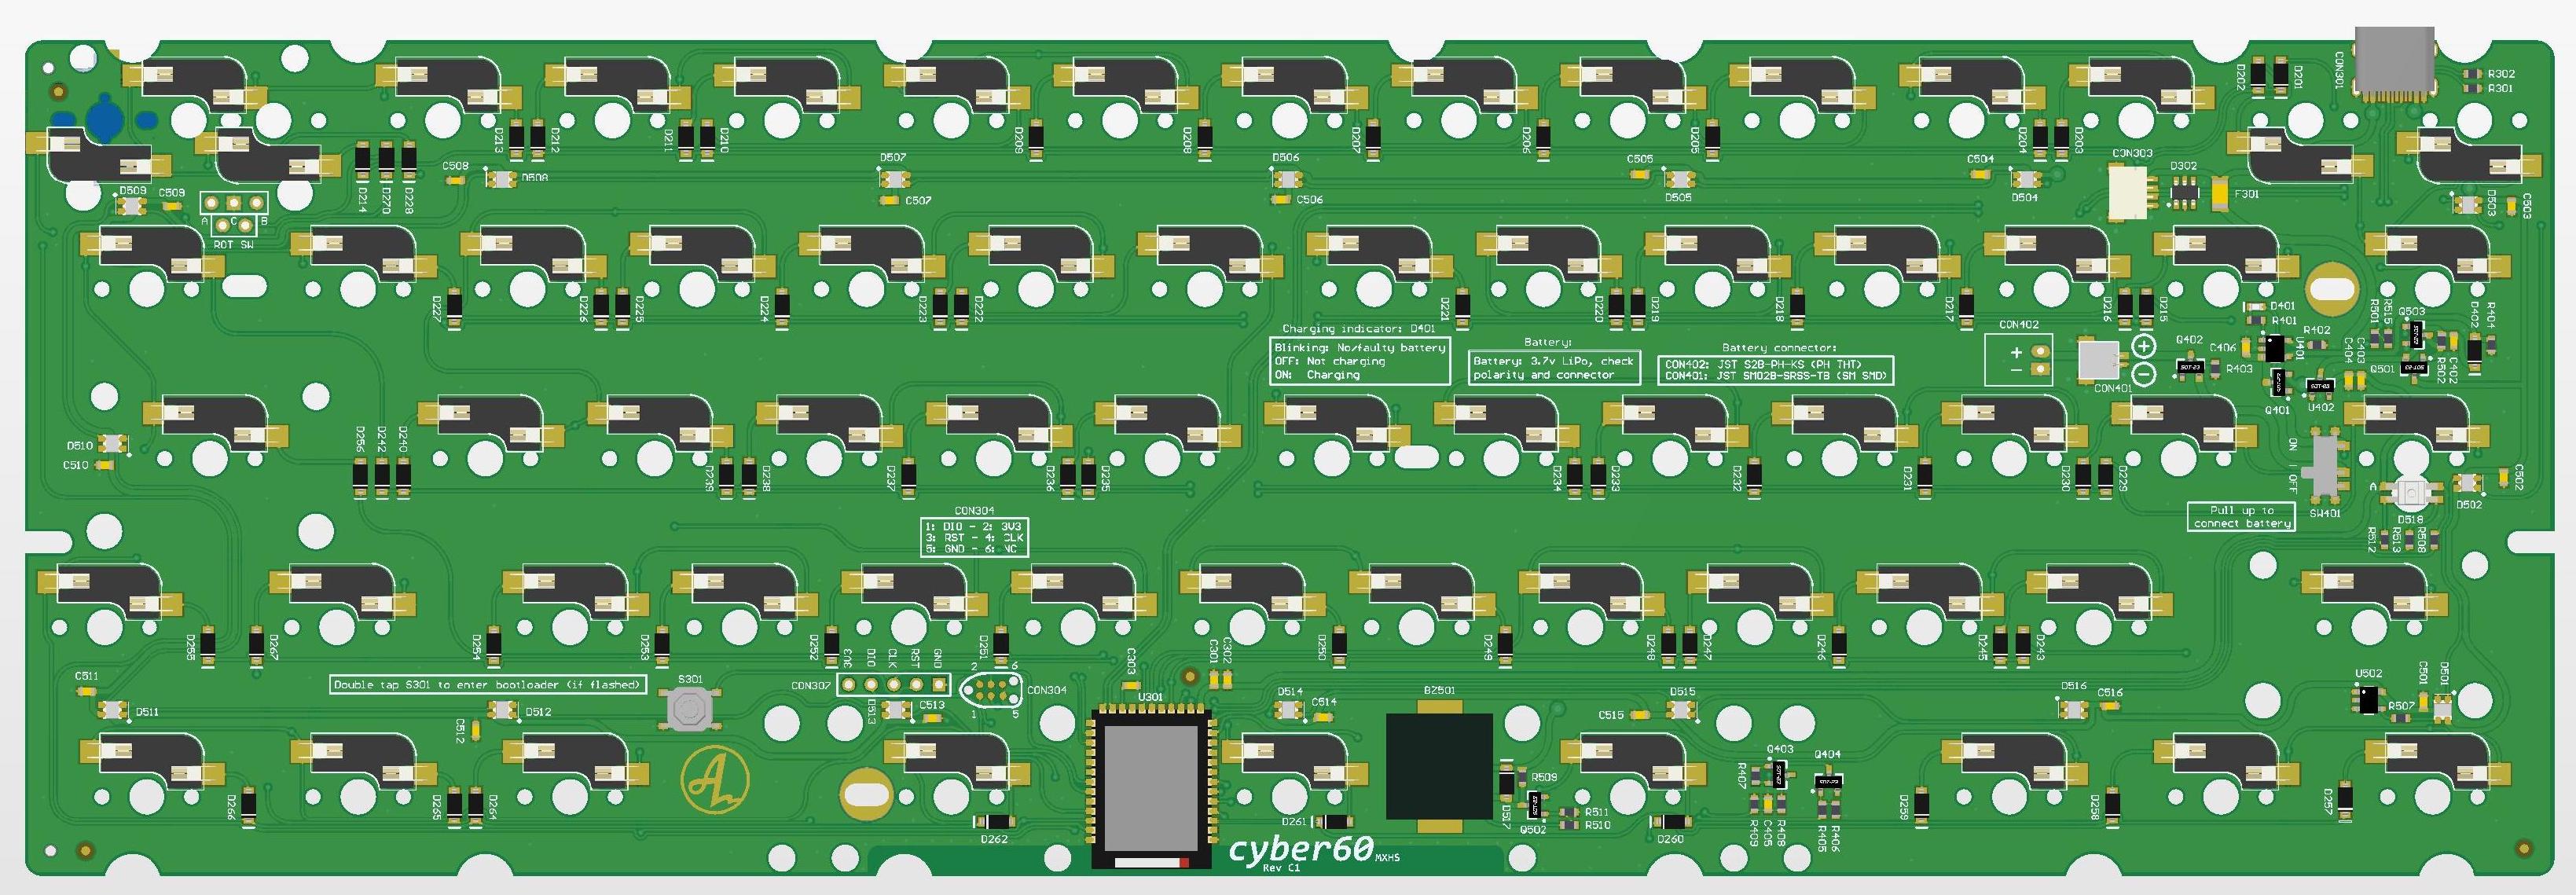 D202
D201
CON301
R302
R301
D213
D212
D211
D210
D209
D208
D207
D206
D205
D204
D203
CON303
D302
F301
D503
C503
D509
C509
A C B
ROT SW
D214
D270
D228
C508
D508
D507
C507
D506
C506
C505
D505
C504
D504
D227
D226
D225
D224
D223
D222
D221
D220
D219
D218
D217
D216
D215
D401
R401
R402
U401
C406
Q402
R403
Q401
U402
C404
C403
R501
R515
Q503
Q501
R502
C402
D402
R404
Charging indicator: D401
Blinking: No/faulty battery
OFF: Not charging
ON: Charging
Battery:
Battery: 3.7v LiPo, check
polarity and connector
Battery connector:
CON402: JST S2B-PH-KS (PH THT)
CON401: JST SM02B-SRSS-TB (SM SMD)
CON402
+
-
CON401
D510
C510
D256
D242
D240
D239
D238
D237
D236
D235
D234
D233
D232
D231
D230
D229
ON | OFF
SW401
A
D518
D502
C502
Pull up to
connect battery
R512
R513
R508
CON304
1: DIO - 2: 3V3
3: RST - 4: CLK
5: GND - 6: NC
D255
D267
D254
D253
D252
D251
D250
D249
D248
D247
D246
D245
D243
3V3
DIO
CLK
RST
GND
CON307
2 6
1 5
CON304
C303
U301
C301
C302
Double tap S301 to enter bootloader (if flashed)
S301
C511
D511
D512
C512
D513
C513
D514
C514
BZ501
D515
C515
D516
C516
U502
R507
C501
D501
D266
D265
D264
D262
D261
D517
R509
Q502
R511
R510
D260
Q403
Q404
R407
R409
C405
R408
R405
R406
D259
D258
D257
cyber60 MXHS
Rev C1